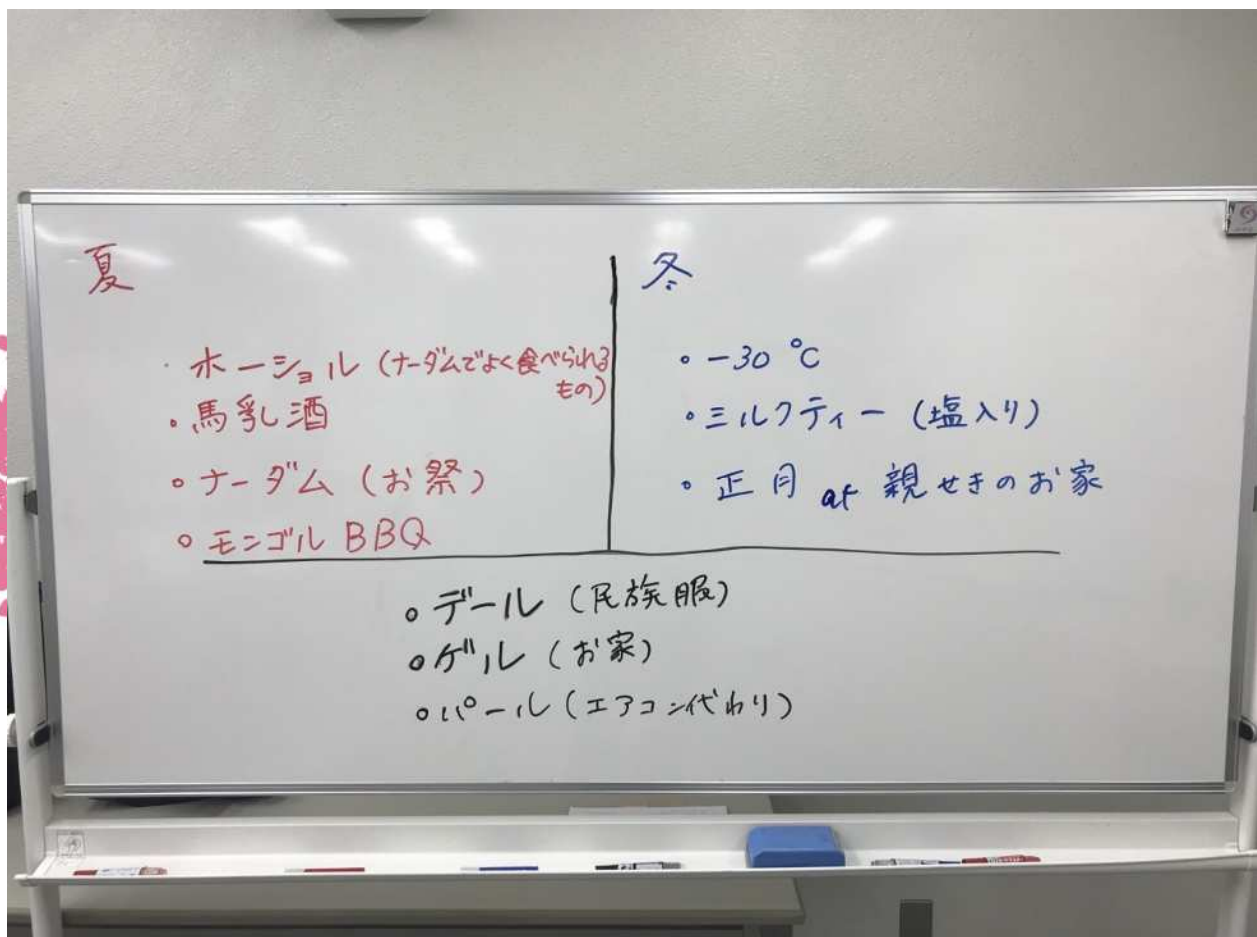 夏
・ホーショル (ナーダムでよく食べられる
もの)
・馬乳酒
○ナーダム (お祭)
○モンゴル BBQ
冬
○ -30 ℃
○ミルクティー (塩入り)
○正月 at 親せきのお家
○デール (民族服)
○ゲル (お家)
○パール (エアコン代わり)